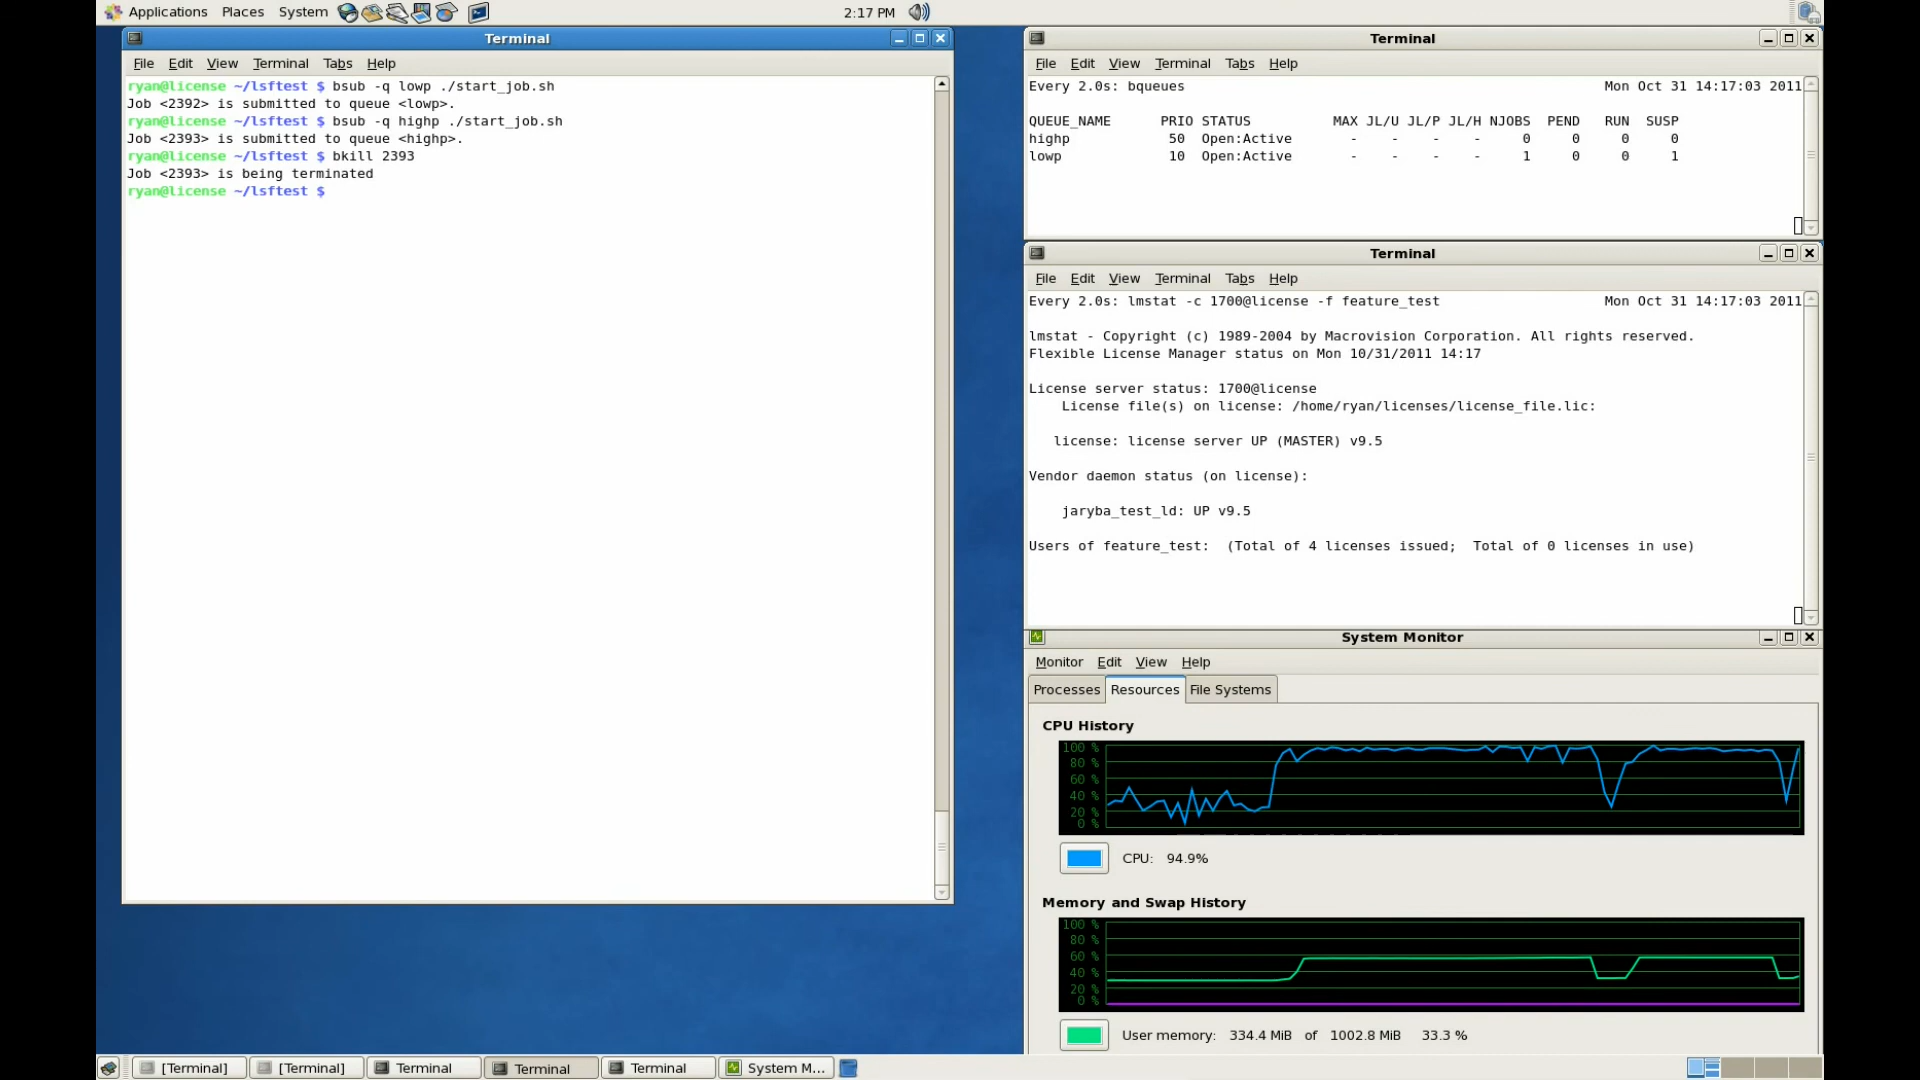 Applications Places System 2:17 PM
Terminal
File Edit View Terminal Tabs Help
ryan@license ~/lsftest $ bsub -q lowp ./start_job.sh
Job <2392> is submitted to queue <lowp>.
ryan@license ~/lsftest $ bsub -q highp ./start_job.sh
Job <2393> is submitted to queue <highp>.
ryan@license ~/lsftest $ bkill 2393
Job <2393> is being terminated
ryan@license ~/lsftest $
Terminal
File Edit View Terminal Tabs Help
Every 2.0s: bqueues Mon Oct 31 14:17:03 2011
QUEUE_NAME PRIO STATUS MAX JL/U JL/P JL/H NJOBS PEND RUN SUSP
highp 50 Open:Active - - - - 0 0 0 0
lowp 10 Open:Active - - - - 1 0 0 1
Terminal
File Edit View Terminal Tabs Help
Every 2.0s: lmstat -c 1700@license -f feature_test Mon Oct 31 14:17:03 2011
lmstat - Copyright (c) 1989-2004 by Macrovision Corporation. All rights reserved.
Flexible License Manager status on Mon 10/31/2011 14:17
License server status: 1700@license
License file(s) on license: /home/ryan/licenses/license_file.lic:
license: license server UP (MASTER) v9.5
Vendor daemon status (on license):
jaryba_test_ld: UP v9.5
Users of feature_test: (Total of 4 licenses issued; Total of 0 licenses in use)
System Monitor
Monitor Edit View Help
Processes Resources File Systems
CPU History
100 %
80 %
60 %
40 %
20 %
0 %
CPU: 94.9%
Memory and Swap History
100 %
80 %
60 %
40 %
20 %
0 %
User memory: 334.4 MiB of 1002.8 MiB 33.3 %
[Terminal] [Terminal] Terminal Terminal Terminal System M...